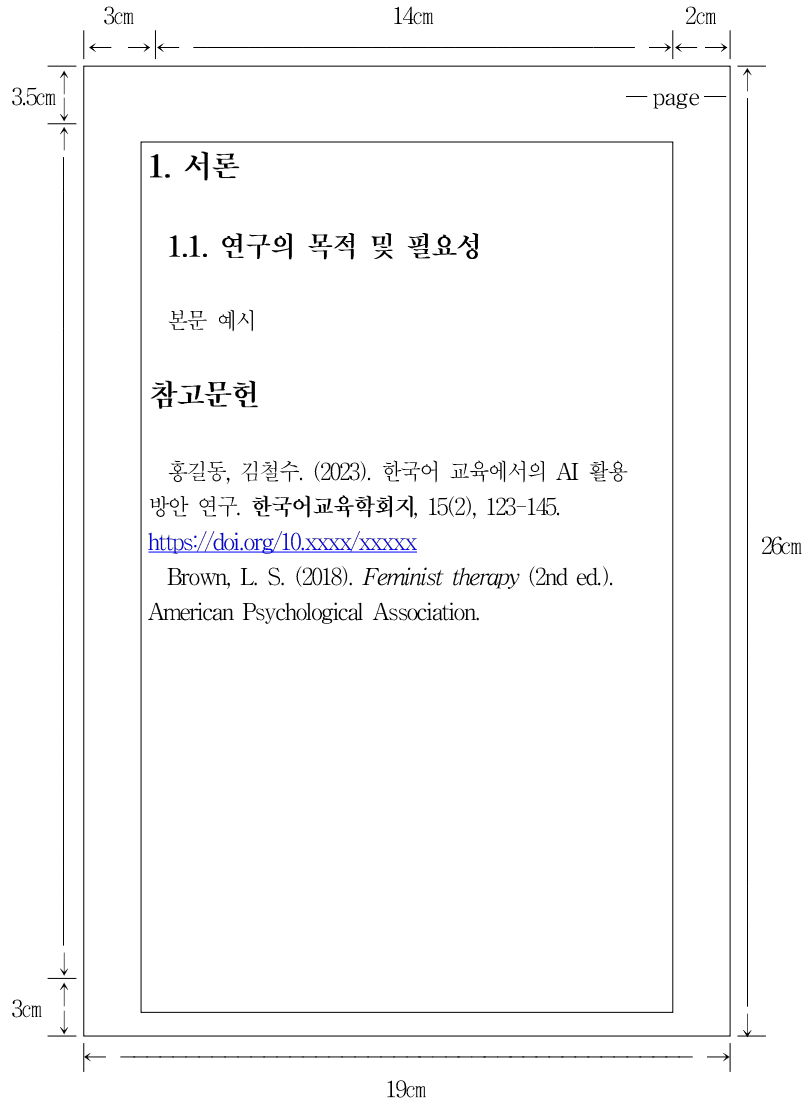 3㎝ 14㎝ 2㎝
3.5㎝
— page —
1. 서론
1.1. 연구의 목적 및 필요성
본문 예시
참고문헌
홍길동, 김철수. (2023). 한국어 교육에서의 AI 활용
방안 연구. 한국어교육학회지, 15(2), 123-145.
https://doi.org/10.xxxx/xxxxx
26㎝
Brown, L. S. (2018). Feminist therapy (2nd ed.).
American Psychological Association.
3㎝
19㎝